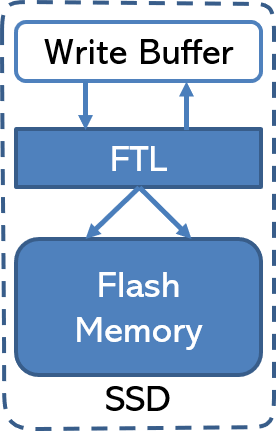 Write Buffer
FTL
Flash
Memory
SSD